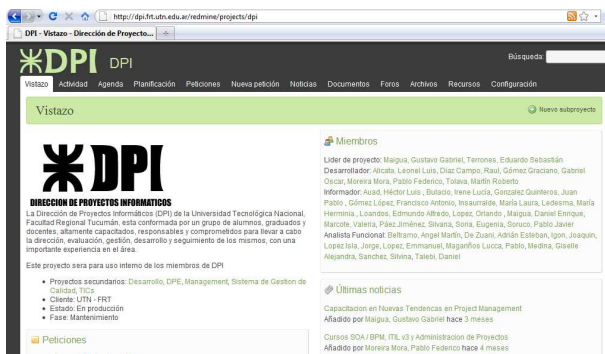 http://dpi.frt.utn.edu.ar/redmine/projects/dpi
DPI - Vistazo - Dirección de Proyecto...
DPI DPI
Búsqueda:
Vistazo Actividad Agenda Planificación Peticiones Nueva petición Noticias Documentos Foros Archivos Recursos Configuración
Vistazo
Nuevo subproyecto
DPI
DIRECCION DE PROYECTOS INFORMATICOS
La Dirección de Proyectos Informáticos (DPI) de la Universidad Tecnológica Nacional,
Facultad Regional Tucumán, esta conformada por un grupo de alumnos, graduados y
docentes, altamente capacitados, responsables y comprometidos para llevar a cabo
la dirección, evaluación, gestión, desarrollo y seguimiento de los mismos, con una
importante experiencia en el área.
Este proyecto sera para uso interno de los miembros de DPI
Proyectos secundarios: Desarrollo, DPE, Management, Sistema de Gestion de
Calidad, TICs
Cliente: UTN - FRT
Estado: En producción
Fase: Mantenimiento
Peticiones
Miembros
Lider de proyecto: Maigua, Gustavo Gabriel, Terrones, Eduardo Sebastián
Desarrollador: Alicata, Leonel Luis, Diaz Campo, Raul, Gómez Graciano, Gabriel
Oscar, Moreira Mora, Pablo Federico, Tolava, Martín Roberto
Informador: Auad, Héctor Luis , Bulacio, Irene Lucía, Gonzalez Quinteros, Juan
Pablo , Gómez López, Francisco Antonio, Insaurralde, María Laura, Ledesma, María
Herminia , Loandos, Edmundo Alfredo, Lopez, Orlando , Maigua, Daniel Enrique,
Marcote, Valeria, Páez Jiménez, Silvana, Soria, Eugenia, Soruco, Pablo Javier
Analista Funcional: Beltramo, Angel Martín, De Zuani, Adrián Esteban, Igon, Joaquin,
Lopez Isla, Jorge, Lopez, Emmanuel, Magariños Lucca, Pablo, Medina, Giselle
Alejandra, Sanchez, Silvina, Talebi, Daniel
Últimas noticias
Capacitacion en Nuevas Tendencas en Project Management
Añadido por Maigua, Gustavo Gabriel hace 3 meses
Cursos SOA / BPM, ITIL v3 y Administracion de Proyectos
Añadido por Moreira Mora, Pablo Federico hace 4 meses